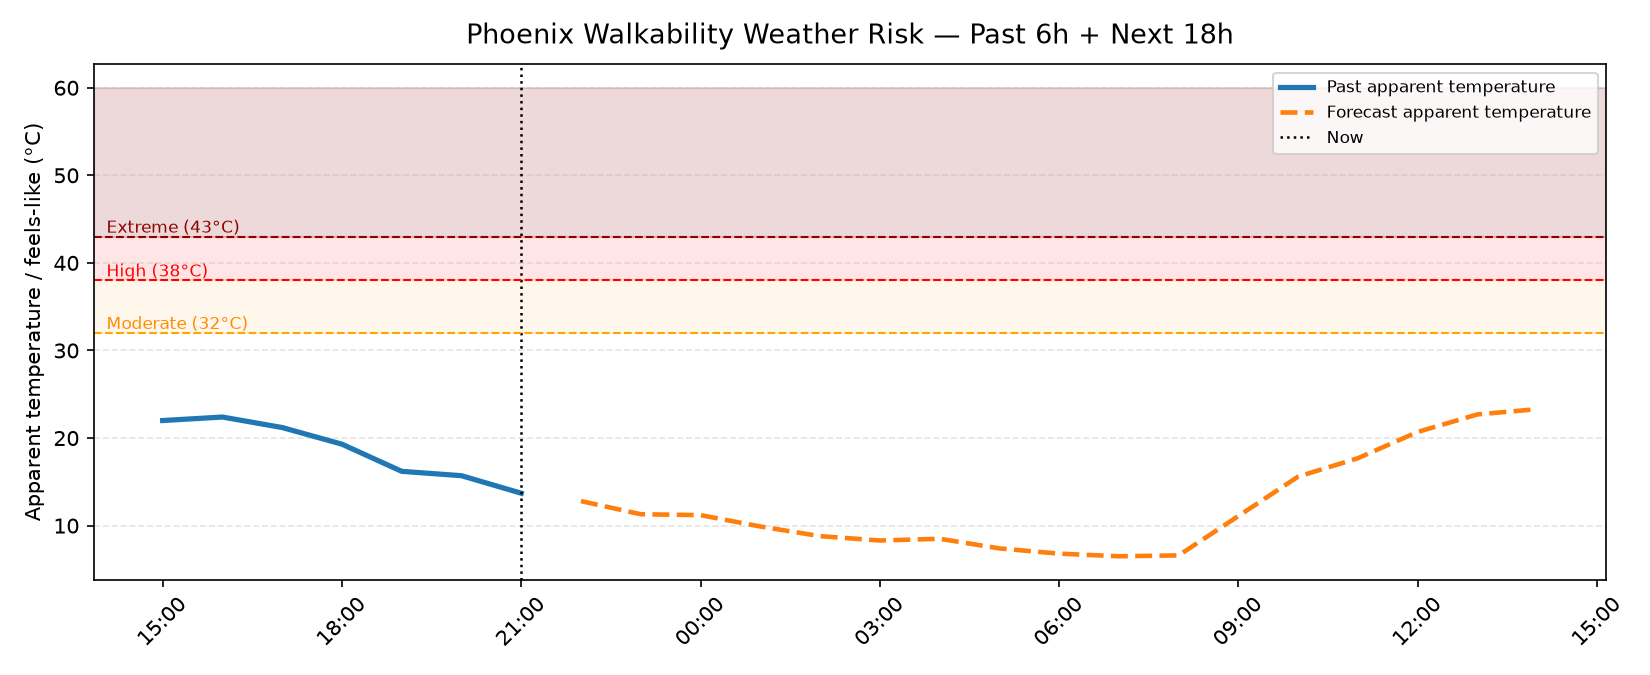 Phoenix Walkability Weather Risk — Past 6h + Next 18h
Apparent temperature / feels-like (°C)
60
50
40
30
20
10
Past apparent temperature
Forecast apparent temperature
Now
Extreme (43°C)
High (38°C)
Moderate (32°C)
15:00
18:00
21:00
00:00
03:00
06:00
09:00
12:00
15:00